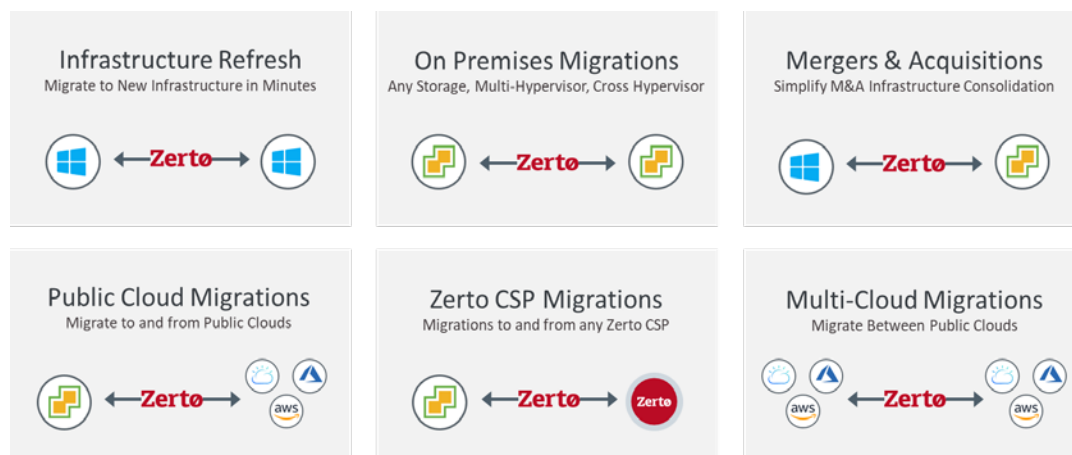 Infrastructure Refresh
Migrate to New Infrastructure in Minutes
Zertø
On Premises Migrations
Any Storage, Multi-Hypervisor, Cross Hypervisor
Zertø
Mergers & Acquisitions
Simplify M&A Infrastructure Consolidation
Zertø
Public Cloud Migrations
Migrate to and from Public Clouds
Zertø
aws
Zerto CSP Migrations
Migrations to and from any Zerto CSP
Zertø
Zertø
Multi-Cloud Migrations
Migrate Between Public Clouds
aws
Zertø
aws